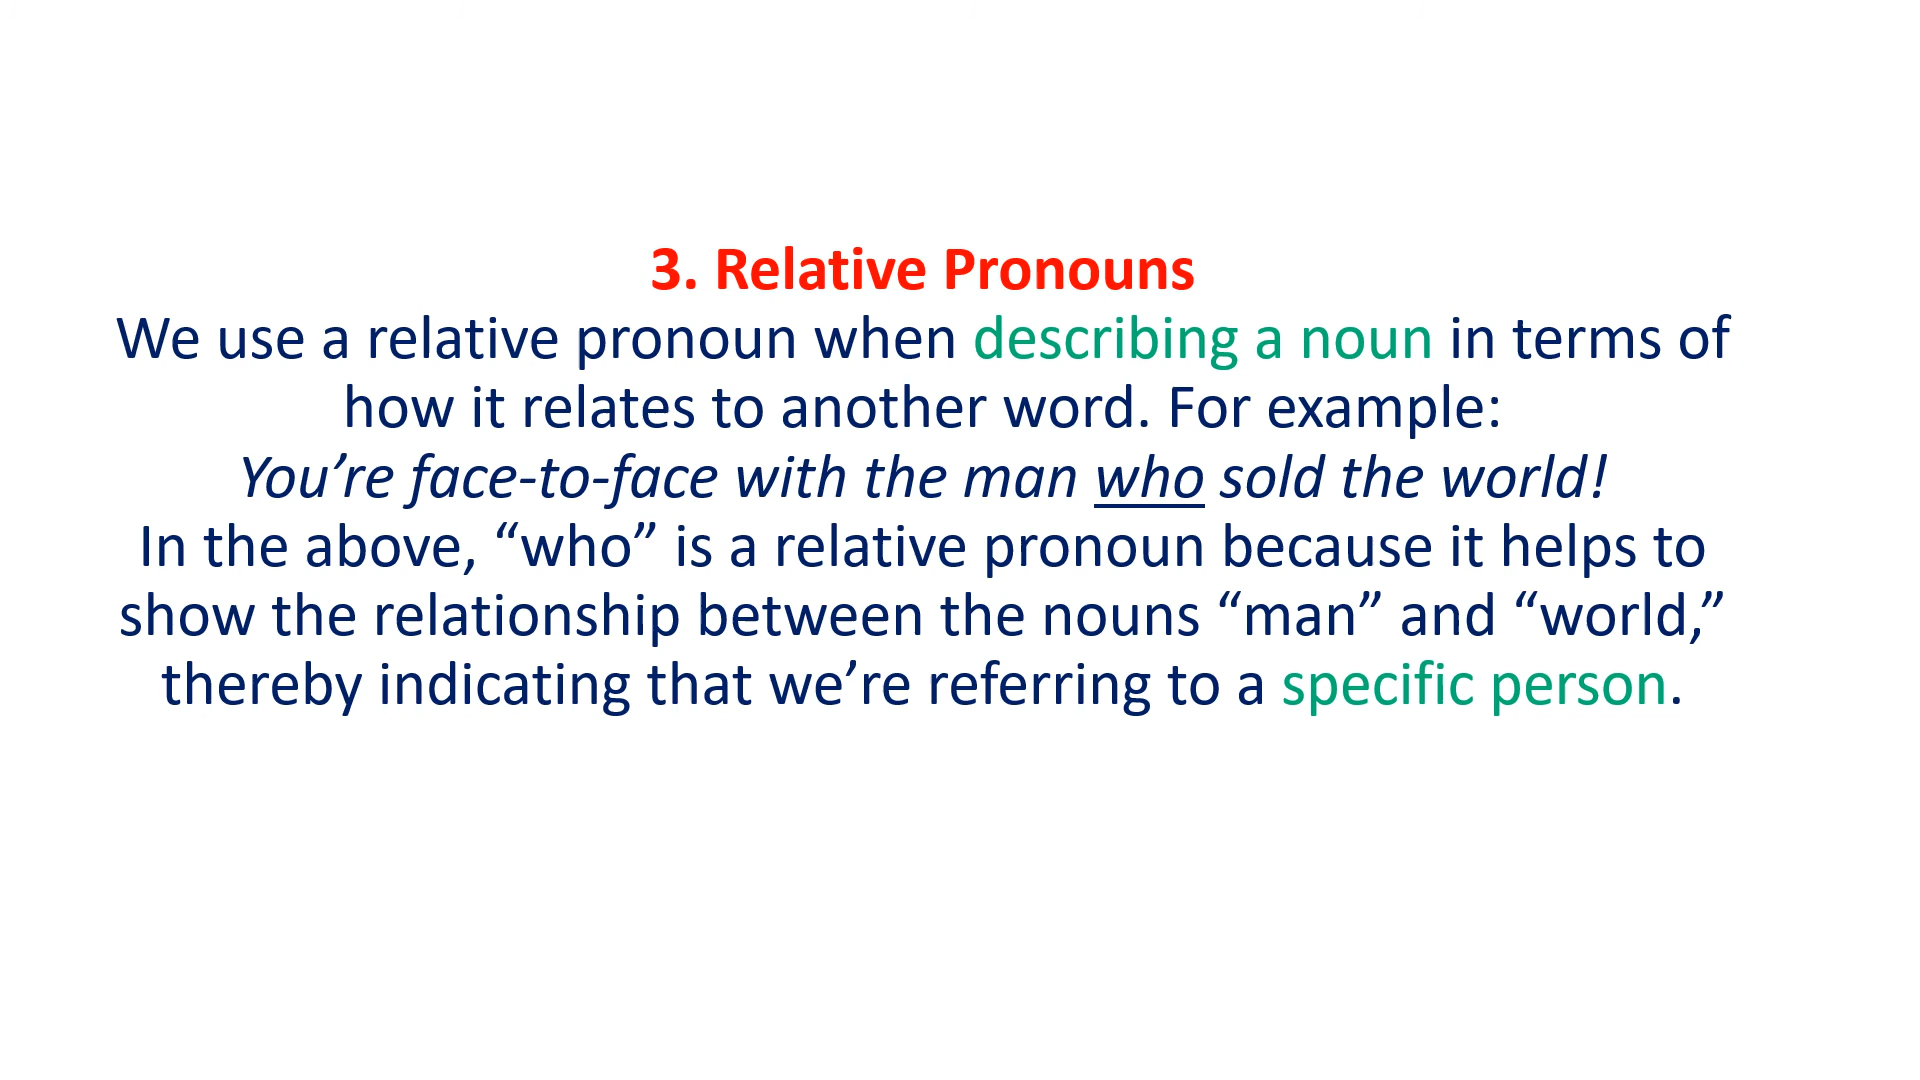 3. Relative Pronouns
We use a relative pronoun when describing a noun in terms of
how it relates to another word. For example:
You’re face-to-face with the man who sold the world!
In the above, “who” is a relative pronoun because it helps to
show the relationship between the nouns “man” and “world,”
thereby indicating that we’re referring to a specific person.